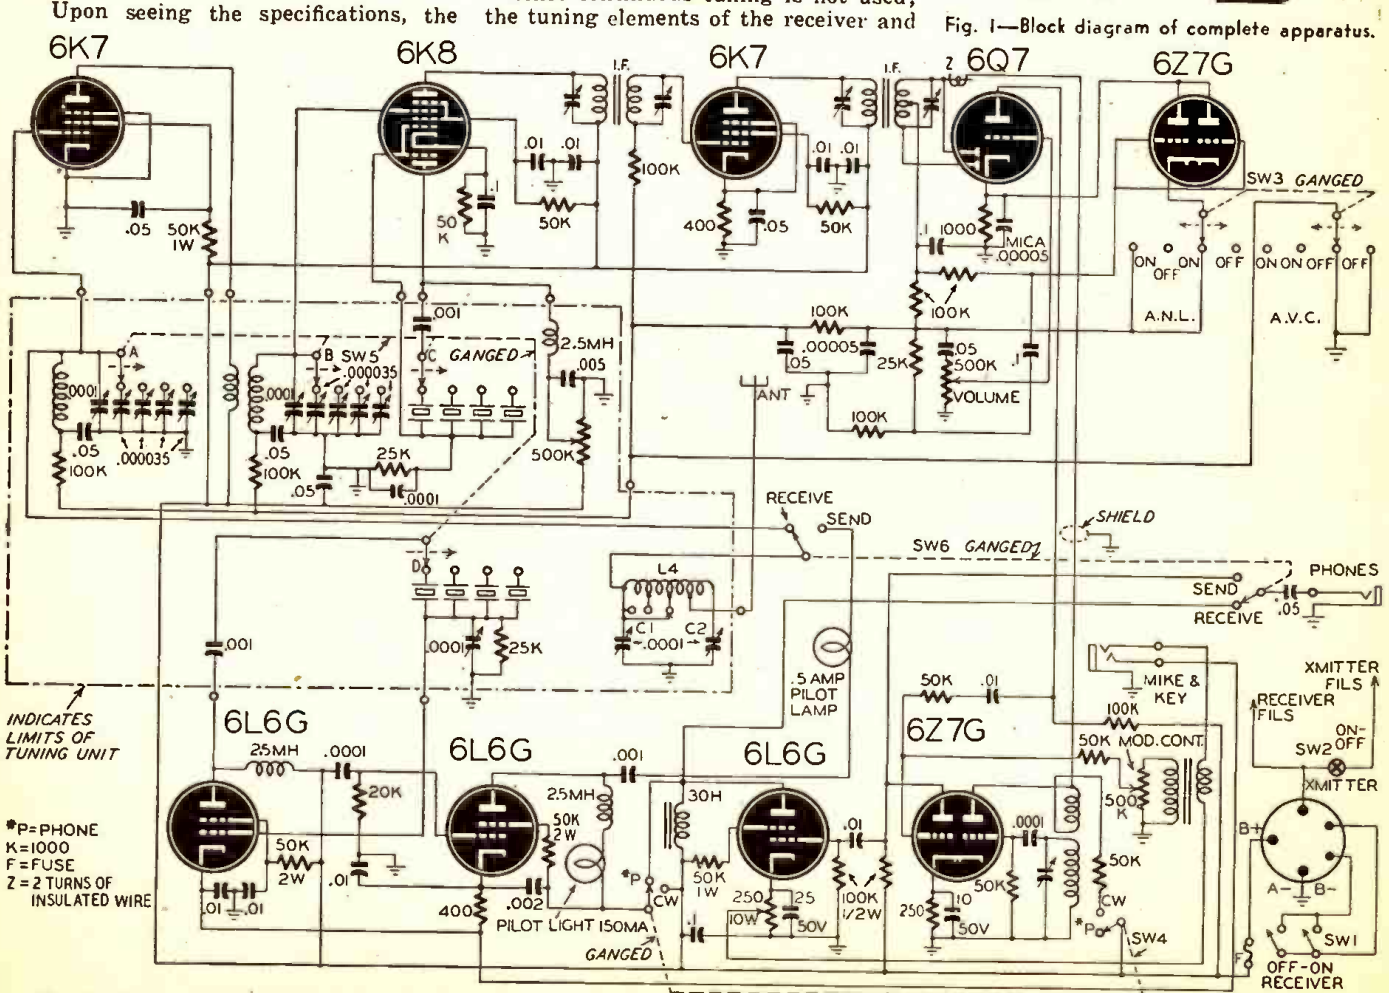 Upon seeing the specifications, the
the tuning elements of the receiver and
Fig. 1—Block diagram of complete apparatus.
6K7
6K8
6K7
6Q7
6Z7G
I.F.
I.F.
Z
.05
50K
1W
50
K
.1
.01
.01
50K
100K
400
.05
.01
.01
50K
.1
1000
MICA
.00005
100K
SW3 GANGED
ON
OFF
ON
OFF
ON
ON
OFF
OFF
A.N.L.
A.V.C.
100K
.00005
.05
25K
.05
500K
VOLUME
.1
100K
ANT
A
B
SW5
.000035
.001
C
GANGED
2.5MH
.005
500K
.0001
.05
.000035
100K
.0001
.05
100K
.05
25K
.0001
RECEIVE
SEND
SW6 GANGED
SHIELD
D
L4
C1
.0001
C2
.001
.0001
25K
SEND
RECEIVE
.05
PHONES
.5 AMP
PILOT
LAMP
MIKE &
KEY
XMITTER
FILS
RECEIVER
FILS
ON-
OFF
SW2
XMITTER
INDICATES
LIMITS OF
TUNING UNIT
6L6G
6L6G
6L6G
6Z7G
25MH
.0001
20K
.01
50K
2W
.01
.01
400
.001
25MH
50K
2W
.002
PILOT LIGHT 150MA
30H
*P
CW
50K
1W
.1
GANGED
250
10W
25
50V
.01
100K
1/2W
50K
.01
100K
50K
MOD.CONT.
500
K
.0001
50K
250
10
50V
50K
CW
*P
SW4
B+
A-
B-
F
SW1
OFF-ON
RECEIVER
*P=PHONE
K=1000
F=FUSE
Z=2 TURNS OF
INSULATED WIRE